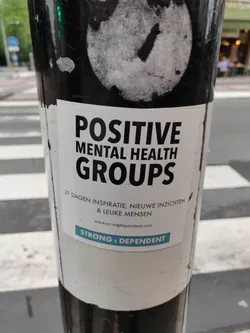 POSITIVE
MENTAL HEALTH
GROUPS
21 DAGEN INSPIRATIE, NIEUWE INZICHTEN
& LEUKE MENSEN
STRONG & DEPENDENT